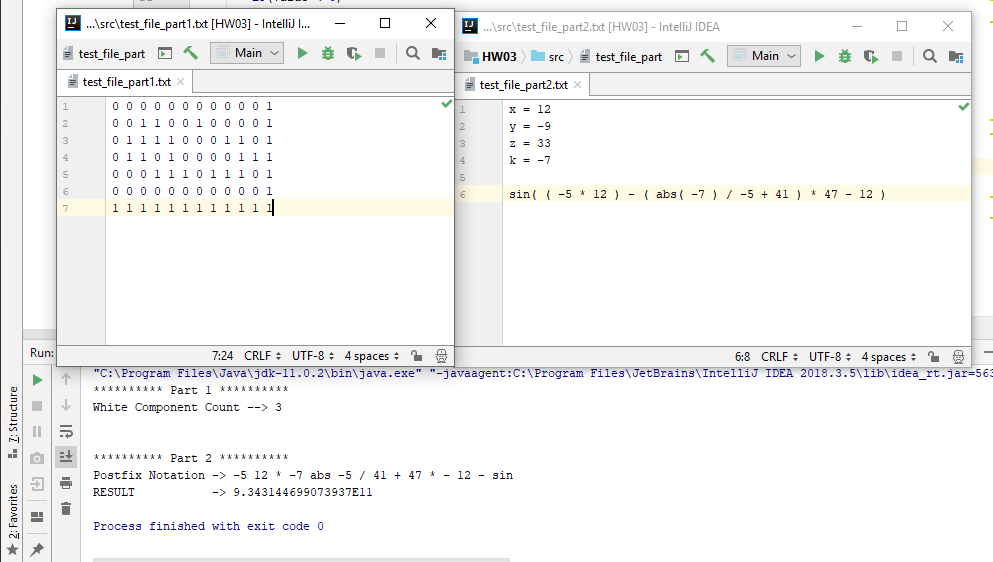 ...\src\test_file_part1.txt [HW03] - IntelliJ I...
test_file_part
Main
test_file_part1.txt
1 0 0 0 0 0 0 0 0 0 0 0 1
2 0 0 1 1 0 0 1 0 0 0 0 1
3 0 1 1 1 1 0 0 0 1 1 0 1
4 0 1 1 0 1 0 0 0 0 1 1 1
5 0 0 0 1 1 1 0 1 1 1 0 1
6 0 0 0 0 0 0 0 0 0 0 0 1
7 1 1 1 1 1 1 1 1 1 1 1 1
7:24 CRLF UTF-8 4 spaces
...\src\test_file_part2.txt [HW03] - IntelliJ IDEA
HW03 src test_file_part
Main
test_file_part2.txt
1 x = 12
2 y = -9
3 z = 33
4 k = -7
5
6 sin( ( -5 * 12 ) - ( abs( -7 ) / -5 + 41 ) * 47 - 12 )
6:8 CRLF UTF-8 4 spaces
Run:
"C:\Program Files\Java\jdk-11.0.2\bin\java.exe" "-javaagent:C:\Program Files\JetBrains\IntelliJ IDEA 2018.3.5\lib\idea_rt.jar=563
********** Part 1 **********
White Component Count --> 3
********** Part 2 **********
Postfix Notation -> -5 12 * -7 abs -5 / 41 + 47 * - 12 - sin
RESULT -> 9.343144699073937E11
Process finished with exit code 0
7: Structure
2: Favorites